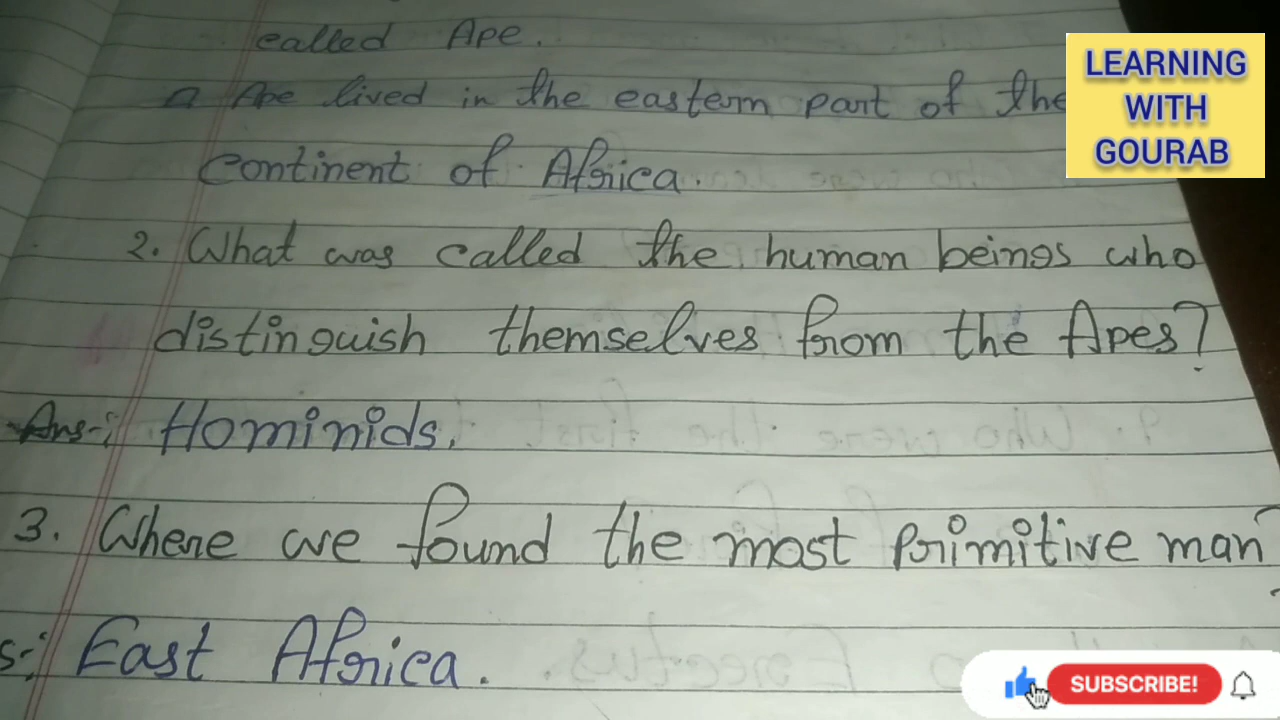 called Ape.
Ape lived in the eastern part of the
Continent of Africa.
2. What was called the human beings who
distinguish themselves from the Apes?
Ans-: Hominids.
3. Where we found the most primitive man?
s-: East Africa.
LEARNING
WITH
GOURAB
SUBSCRIBE!